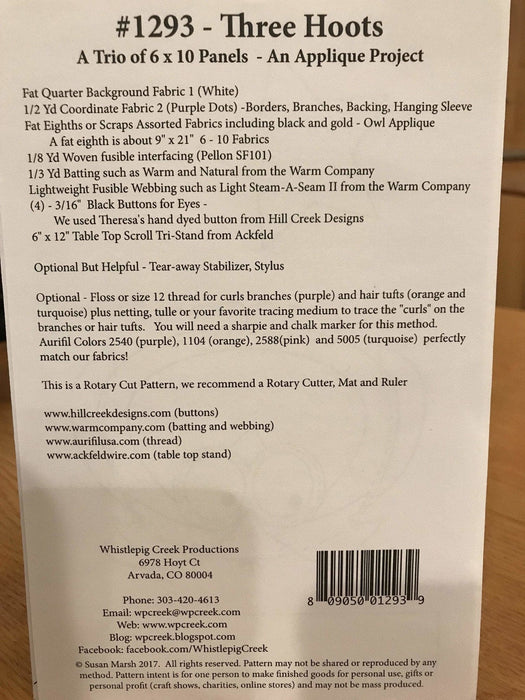 #1293 - Three Hoots
A Trio of 6 x 10 Panels - An Applique Project
Fat Quarter Background Fabric 1 (White)
1/2 Yd Coordinate Fabric 2 (Purple Dots) -Borders, Branches, Backing, Hanging Sleeve
Fat Eighths or Scraps Assorted Fabrics including black and gold - Owl Applique
A fat eighth is about 9" x 21" 6 - 10 Fabrics
1/8 Yd Woven fusible interfacing (Pellon SF101)
1/3 Yd Batting such as Warm and Natural from the Warm Company
Lightweight Fusible Webbing such as Light Steam-A-Seam II from the Warm Company
(4) - 3/16" Black Buttons for Eyes -
We used Theresa's hand dyed button from Hill Creek Designs
6" x 12" Table Top Scroll Tri-Stand from Ackfeld
Optional But Helpful - Tear-away Stabilizer, Stylus
Optional - Floss or size 12 thread for curls branches (purple) and hair tufts (orange and
turquoise) plus netting, tulle or your favorite tracing medium to trace the "curls" on the
branches or hair tufts. You will need a sharpie and chalk marker for this method.
Aurifil Colors 2540 (purple), 1104 (orange), 2588(pink) and 5005 (turquoise) perfectly
match our fabrics!
This is a Rotary Cut Pattern, we recommend a Rotary Cutter, Mat and Ruler
www.hillcreekdesigns.com (buttons)
www.warmcompany.com (batting and webbing)
www.aurifilusa.com (thread)
www.ackfeldwire.com (table top stand)
Whistlepig Creek Productions
6978 Hoyt Ct
Arvada, CO 80004
Phone: 303-420-4613
Email: wpcreek@wpcreek.com
Web: www.wpcreek.com
Blog: wpcreek.blogspot.com
Facebook: facebook.com/WhistlepigCreek
8 09050 01293 9
© Susan Marsh 2017. All rights reserved. Pattern may not be shared or reproduced by any
method. Pattern intent is for one person to make finished goods for personal use, gifts or
personal profit (craft shows, charities, online stores) and may not be mass produced.